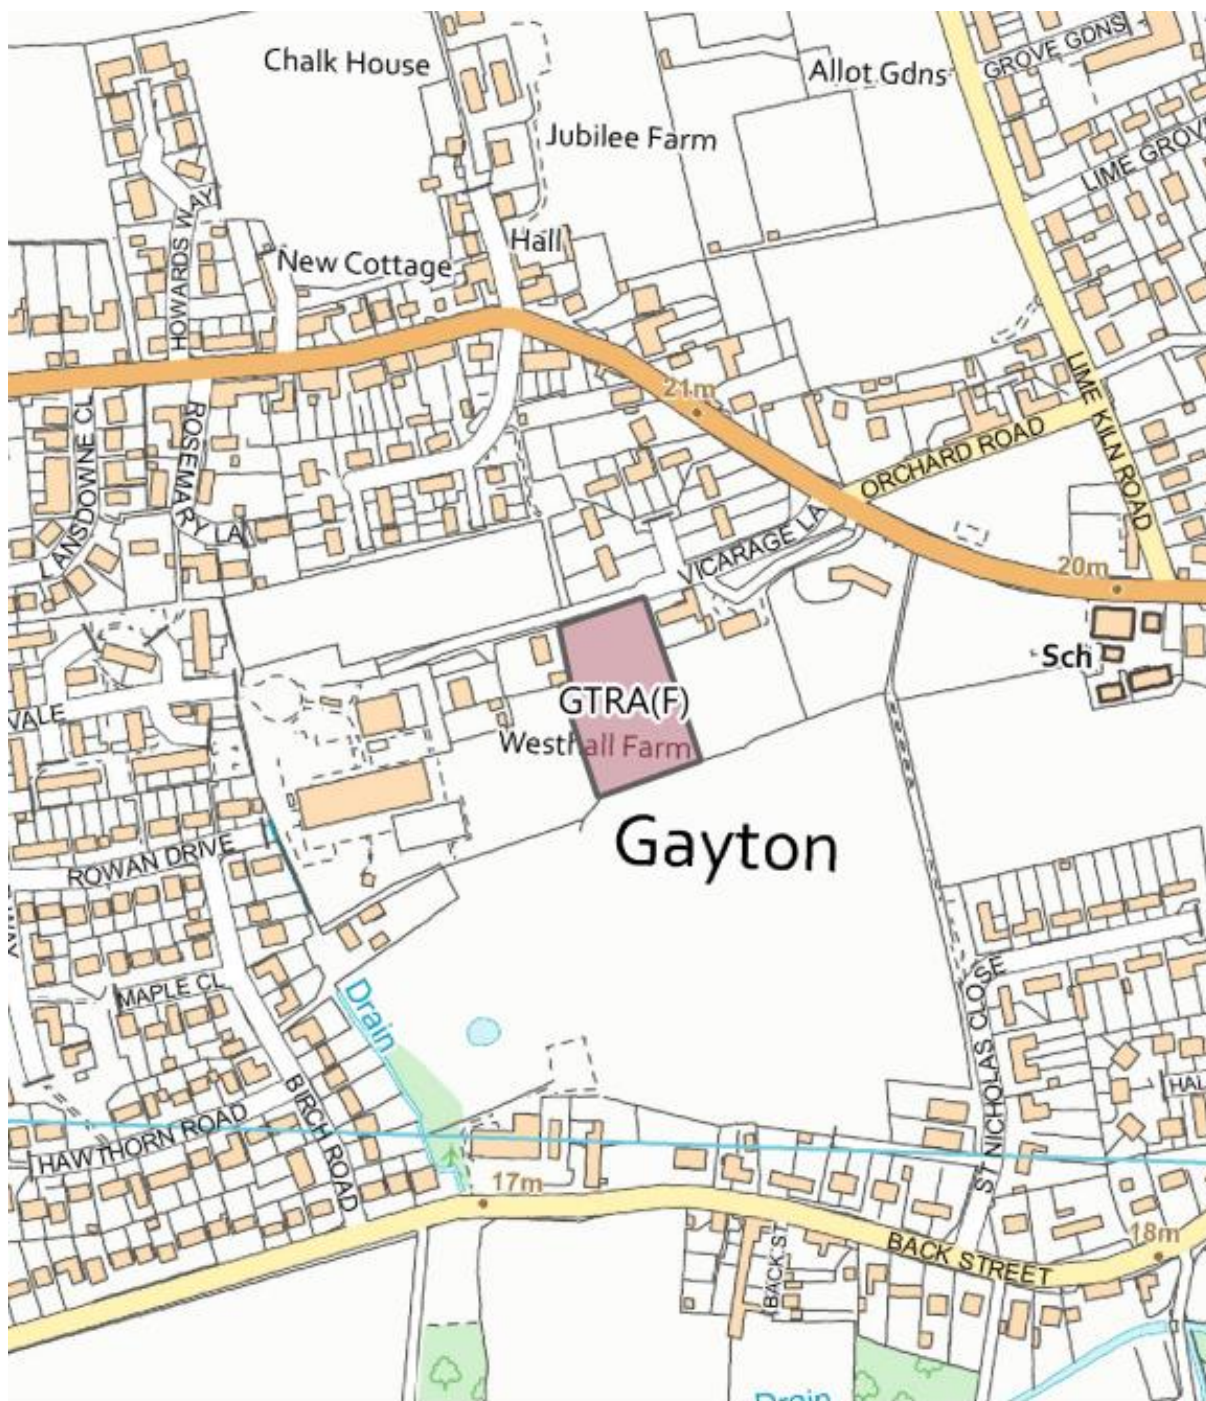 GROVE GDNS
Chalk House
Allot Gdns
Jubilee Farm
LIME GROVE
HOWARDS WAY
Hall
New Cottage
21m
LIME KILN ROAD
LANSDOWNE CL
ROSEMARY LA
ORCHARD ROAD
VICARAGE LA
20m
Sch
GTRA(F)
VALE
Westhall Farm
Gayton
ROWAN DRIVE
MAPLE CL
Drain
ST NICHOLAS CLOSE
BIRCH ROAD
HAL
HAWTHORN ROAD
17m
BACK ST
BACK STREET
18m
Drain